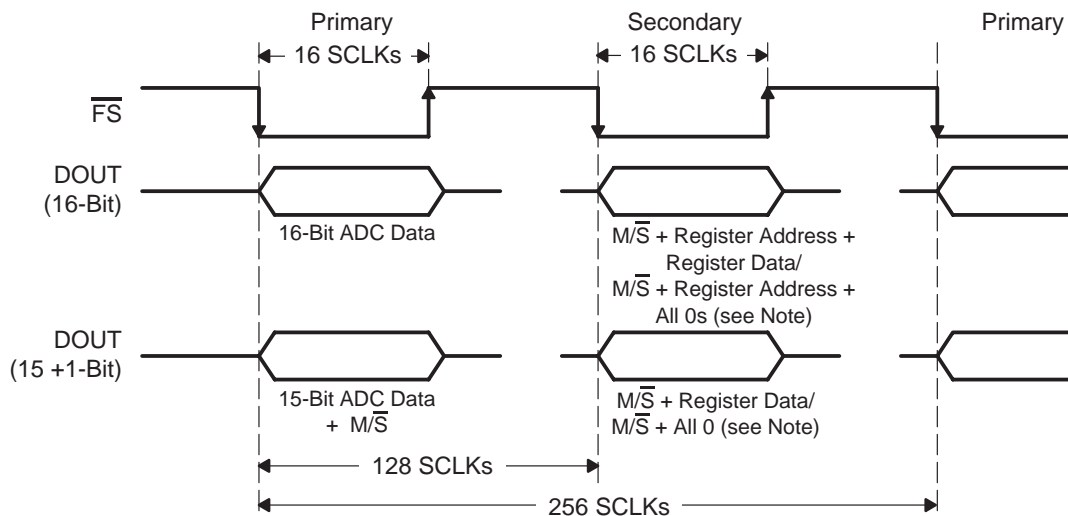 Primary Secondary Primary
16 SCLKs 16 SCLKs
F̅S̅
DOUT
(16-Bit)
16-Bit ADC Data
M/S̅ + Register Address +
Register Data/
M/S̅ + Register Address +
All 0s (see Note)
DOUT
(15 +1-Bit)
15-Bit ADC Data
+ M/S̅
M/S̅ + Register Data/
M/S̅ + All 0 (see Note)
128 SCLKs
256 SCLKs